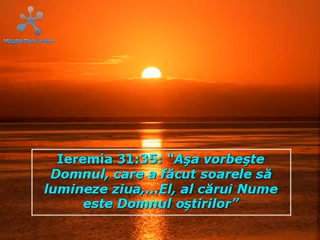 Ieremia 31:35: “Aşa vorbeşte
Domnul, care a făcut soarele să
lumineze ziua,...El, al cărui Nume
este Domnul oştirilor”